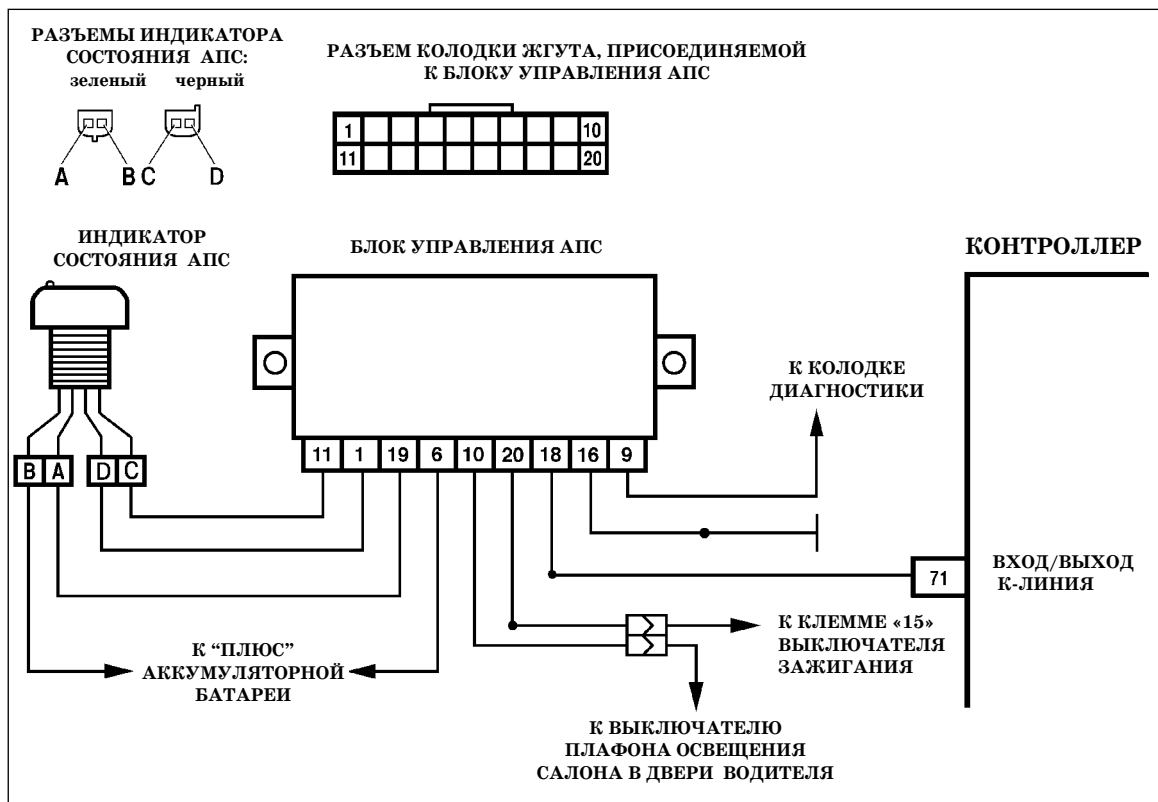 РАЗЪЕМЫ ИНДИКАТОРА
СОСТОЯНИЯ АПС:
зеленый черный
A B C D
РАЗЪЕМ КОЛОДКИ ЖГУТА, ПРИСОЕДИНЯЕМОЙ
К БЛОКУ УПРАВЛЕНИЯ АПС
1 10
11 20
ИНДИКАТОР
СОСТОЯНИЯ АПС
БЛОК УПРАВЛЕНИЯ АПС
КОНТРОЛЛЕР
К КОЛОДКЕ
ДИАГНОСТИКИ
B A D C
11 1 19 6 10 20 18 16 9
71
ВХОД/ВЫХОД
К-ЛИНИЯ
К “ПЛЮС”
АККУМУЛЯТОРНОЙ
БАТАРЕИ
К КЛЕММЕ «15»
ВЫКЛЮЧАТЕЛЯ
ЗАЖИГАНИЯ
К ВЫКЛЮЧАТЕЛЮ
ПЛАФОНА ОСВЕЩЕНИЯ
САЛОНА В ДВЕРИ ВОДИТЕЛЯ